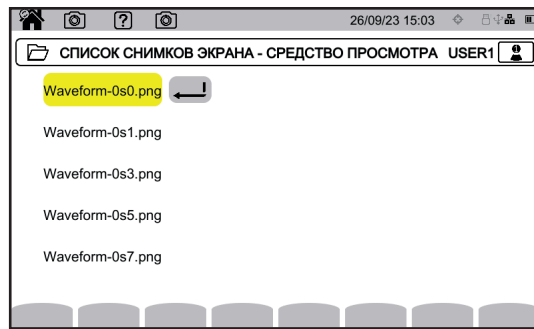 26/09/23 15:03
СПИСОК СНИМКОВ ЭКРАНА - СРЕДСТВО ПРОСМОТРА USER1
Waveform-0s0.png
Waveform-0s1.png
Waveform-0s3.png
Waveform-0s5.png
Waveform-0s7.png